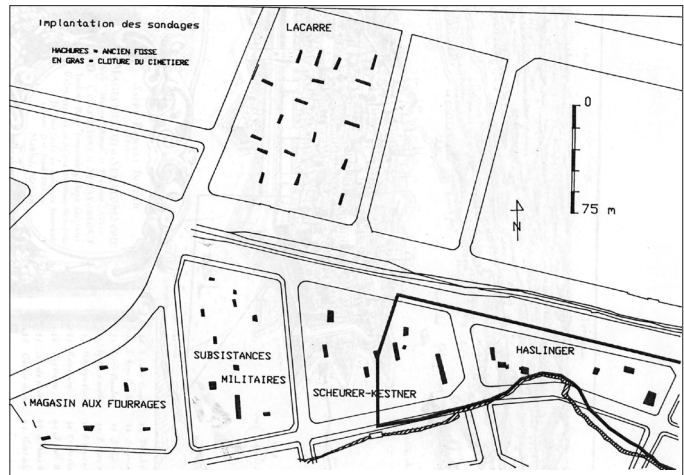 Implantation des sondages
HACHURES = ANCIEN FOSSE
EN GRAS = CLOTURE DU CIMETIERE
LACARRE
0
75 m
N
SUBSISTANCES
MILITAIRES
HASLINGER
SCHEURER-KESTNER
MAGASIN AUX FOURRAGES